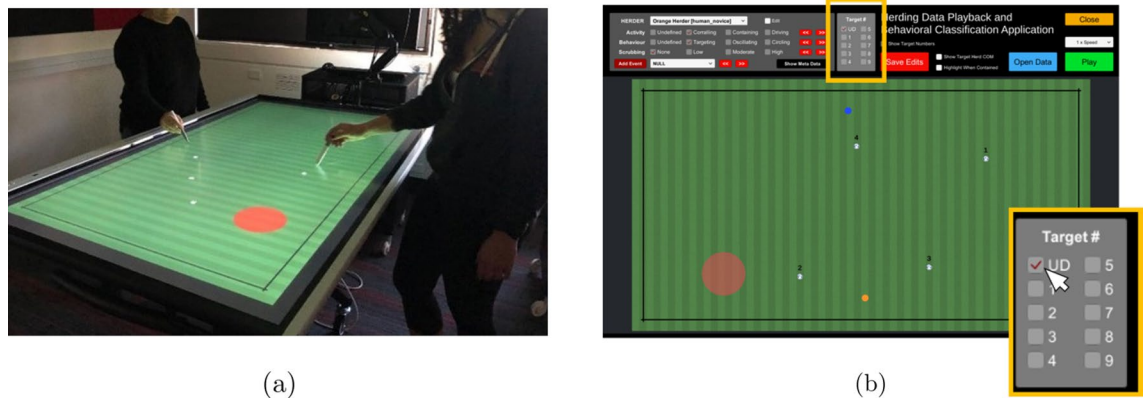 HERDER Orange Herder [human_novice] Edit
Activity Undefined Corralling Containing Driving << >>
Behaviour Undefined Targeting Oscillating Circling << >>
Scrubbing None Low Moderate High << >>
Add Event NULL << >> Show Meta Data
Target #
UD 5
1 6
2 7
3 8
4 9
Herding Data Playback and
Behavioral Classification Application
Show Target Numbers
Save Edits
Show Target Herd COM
Highlight When Contained
Open Data
Close
1 x Speed
Play
4
1
2
3
Target #
UD 5
6
2 7
3 8
4 9
(a)
(b)